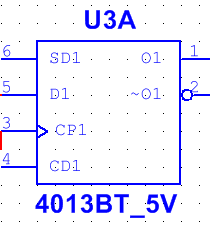 U3A
6 SD1 O1 1
5 D1 ~O1 2
3 CP1
4 CD1
4013BT_5V